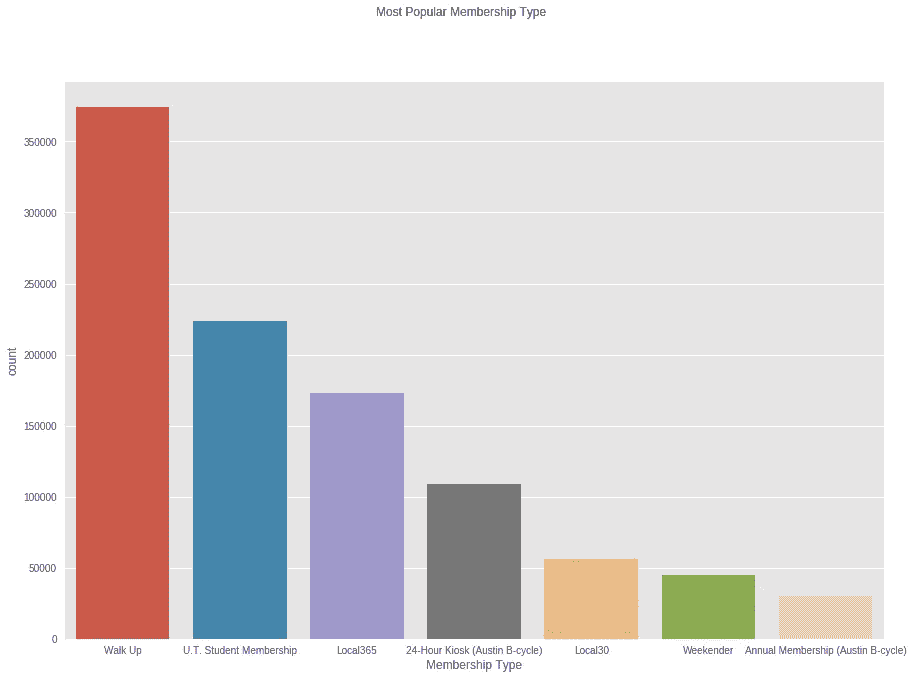 Most Popular Membership Type
count
350000
300000
250000
200000
150000
100000
50000
0
Walk Up
U.T. Student Membership
Local365
24-Hour Kiosk (Austin B-cycle)
Local30
Weekender
Annual Membership (Austin B-cycle)
Membership Type